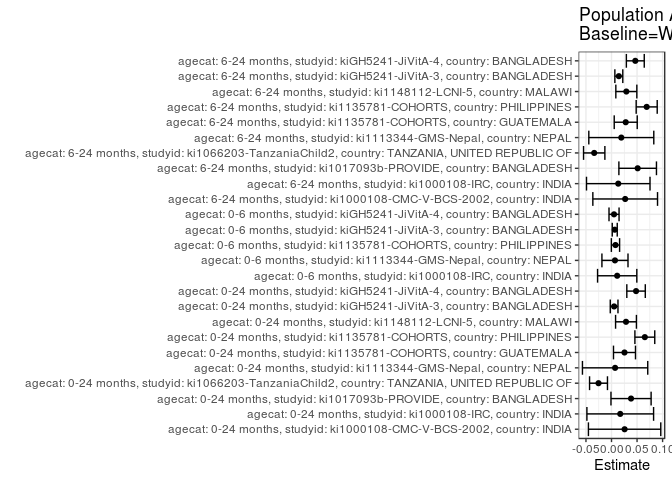 Population
Baseline=W
agecat: 6-24 months, studyid: kiGH5241-JiVitA-4, country: BANGLADESH
agecat: 6-24 months, studyid: kiGH5241-JiVitA-3, country: BANGLADESH
agecat: 6-24 months, studyid: ki1148112-LCNI-5, country: MALAWI
agecat: 6-24 months, studyid: ki1135781-COHORTS, country: PHILIPPINES
agecat: 6-24 months, studyid: ki1135781-COHORTS, country: GUATEMALA
agecat: 6-24 months, studyid: ki1113344-GMS-Nepal, country: NEPAL
agecat: 6-24 months, studyid: ki1066203-TanzaniaChild2, country: TANZANIA, UNITED REPUBLIC OF
agecat: 6-24 months, studyid: ki1017093b-PROVIDE, country: BANGLADESH
agecat: 6-24 months, studyid: ki1000108-IRC, country: INDIA
agecat: 6-24 months, studyid: ki1000108-CMC-V-BCS-2002, country: INDIA
agecat: 0-6 months, studyid: kiGH5241-JiVitA-4, country: BANGLADESH
agecat: 0-6 months, studyid: kiGH5241-JiVitA-3, country: BANGLADESH
agecat: 0-6 months, studyid: ki1135781-COHORTS, country: PHILIPPINES
agecat: 0-6 months, studyid: ki1113344-GMS-Nepal, country: NEPAL
agecat: 0-6 months, studyid: ki1000108-IRC, country: INDIA
agecat: 0-24 months, studyid: kiGH5241-JiVitA-4, country: BANGLADESH
agecat: 0-24 months, studyid: kiGH5241-JiVitA-3, country: BANGLADESH
agecat: 0-24 months, studyid: ki1148112-LCNI-5, country: MALAWI
agecat: 0-24 months, studyid: ki1135781-COHORTS, country: PHILIPPINES
agecat: 0-24 months, studyid: ki1135781-COHORTS, country: GUATEMALA
agecat: 0-24 months, studyid: ki1113344-GMS-Nepal, country: NEPAL
agecat: 0-24 months, studyid: ki1066203-TanzaniaChild2, country: TANZANIA, UNITED REPUBLIC OF
agecat: 0-24 months, studyid: ki1017093b-PROVIDE, country: BANGLADESH
agecat: 0-24 months, studyid: ki1000108-IRC, country: INDIA
agecat: 0-24 months, studyid: ki1000108-CMC-V-BCS-2002, country: INDIA
-0.05 0.00 0.05 0.10
Estimate